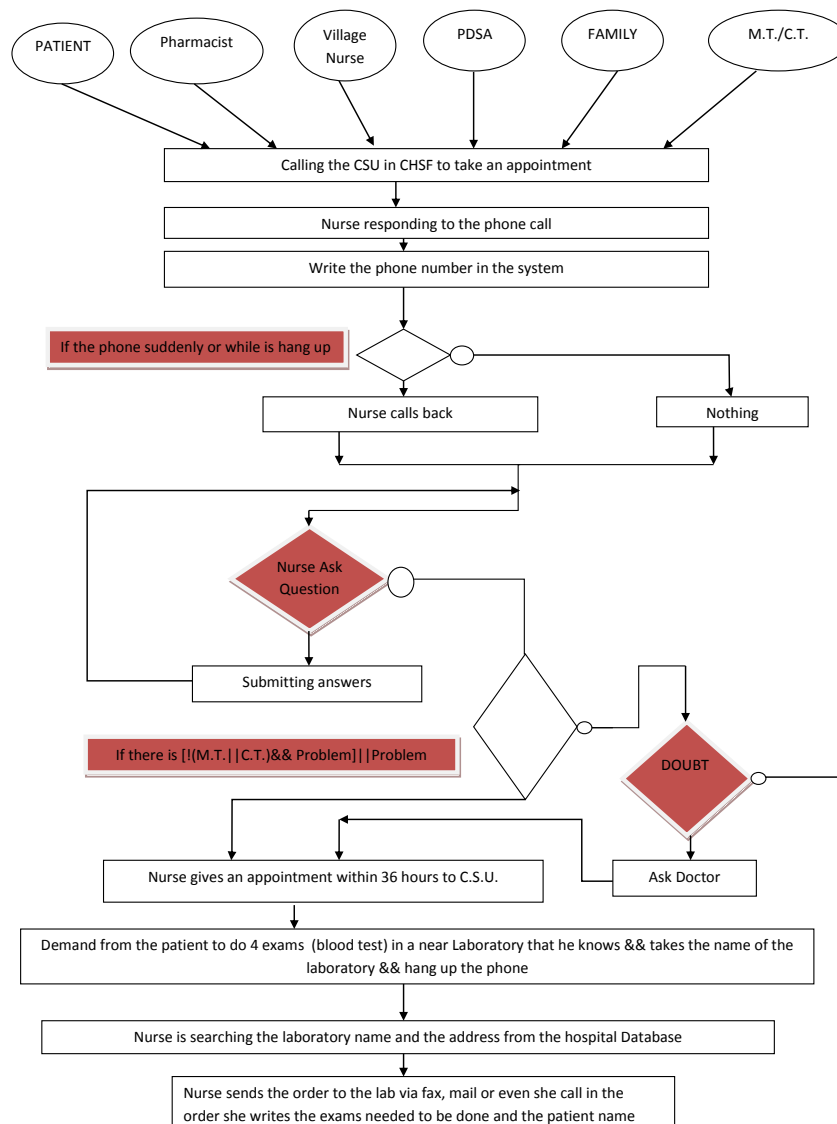 PATIENT
Pharmacist
Village
Nurse
PDSA
FAMILY
M.T./C.T.
Calling the CSU in CHSF to take an appointment
Nurse responding to the phone call
Write the phone number in the system
If the phone suddenly or while is hang up
Nurse calls back
Nothing
Nurse Ask
Question
Submitting answers
If there is [!(M.T.||C.T.)&& Problem]||Problem
DOUBT
Nurse gives an appointment within 36 hours to C.S.U.
Ask Doctor
Demand from the patient to do 4 exams (blood test) in a near Laboratory that he knows && takes the name of the
laboratory && hang up the phone
Nurse is searching the laboratory name and the address from the hospital Database
Nurse sends the order to the lab via fax, mail or even she call in the
order she writes the exams needed to be done and the patient name